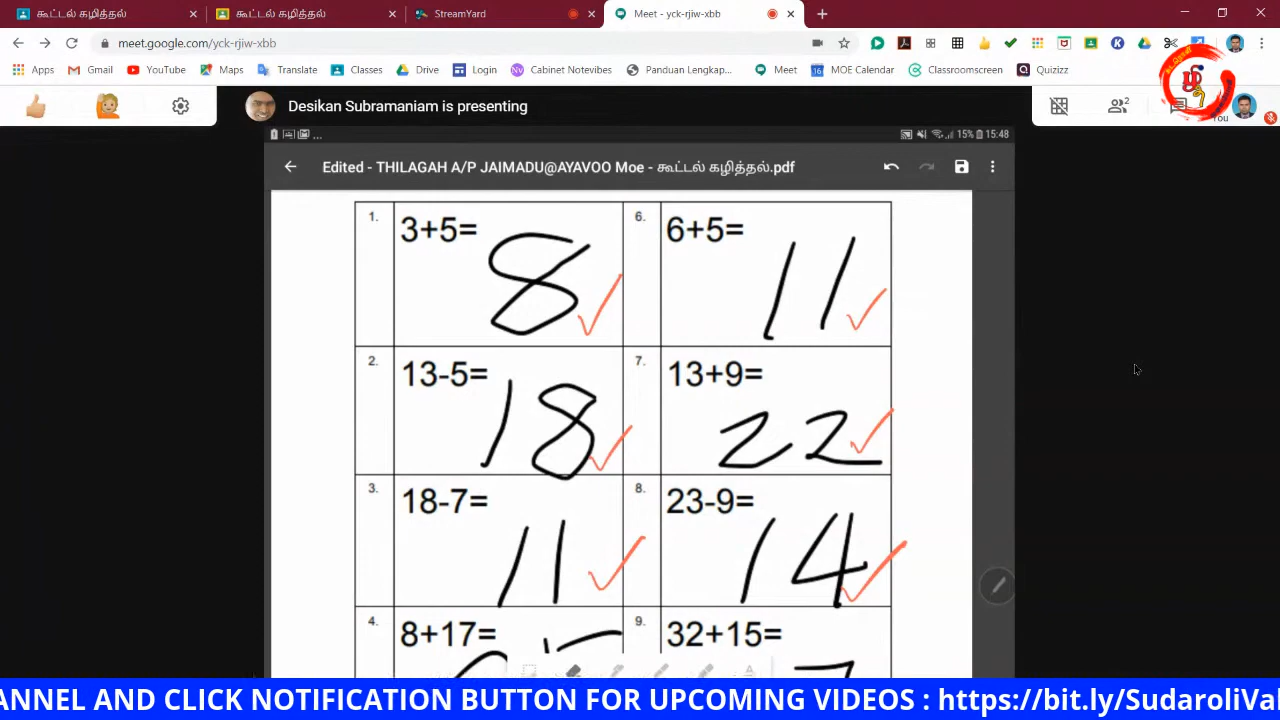 கூட்டல் கழித்தல்
கூட்டல் கழித்தல்
StreamYard
Meet - yck-rjiw-xbb
meet.google.com/yck-rjiw-xbb
Apps Gmail YouTube Maps Translate Classes Drive Login Cabinet Notevibes Panduan Lengkap... Meet MOE Calendar Classroomscreen Quizizz
Desikan Subramaniam is presenting
2
You
15% 15:48
Edited - THILAGAH A/P JAIMADU@AYAVOO Moe - கூட்டல் கழித்தல்.pdf
1. 3+5= 8
6. 6+5= 11
2. 13-5= 18
7. 13+9= 22
3. 18-7= 11
8. 23-9= 14
4. 8+17=
9. 32+15=
ANNEL AND CLICK NOTIFICATION BUTTON FOR UPCOMING VIDEOS : https://bit.ly/SudaroliVa